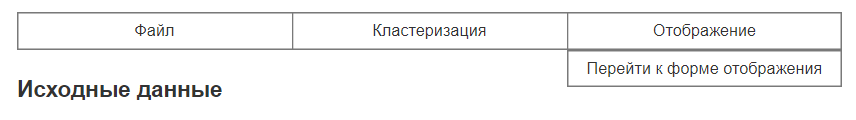 Файл
Кластеризация
Отображение
Перейти к форме отображения
Исходные данные